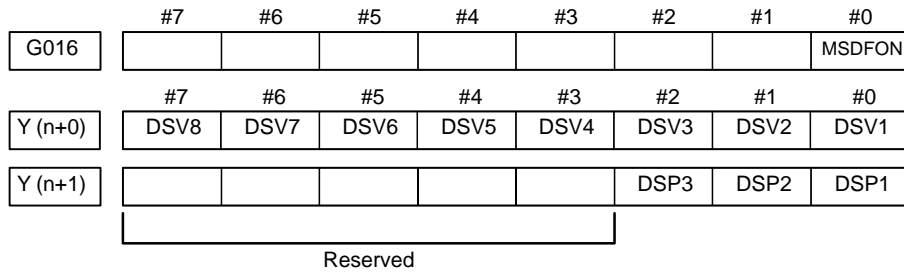 #7 #6 #5 #4 #3 #2 #1 #0
G016 MSDFON
#7 #6 #5 #4 #3 #2 #1 #0
Y (n+0) DSV8 DSV7 DSV6 DSV5 DSV4 DSV3 DSV2 DSV1
Y (n+1) DSP3 DSP2 DSP1
Reserved